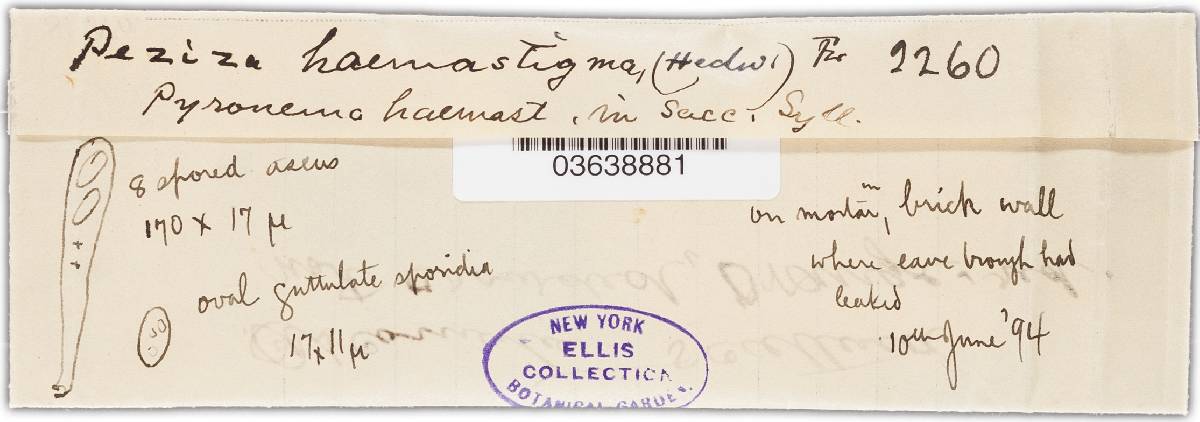 Peziza haemastigma, (Hedw.) Fr 2260
Pyronema haemast. in Sacc. Syll.
03638881
8 spored ascus
170 x 17 µ
oval guttulate sporidia
17 x 11 µ
on mortar, in brick wall
where eave trough had
leaked
10th June '94
NEW YORK
ELLIS
COLLECTION
BOTANICAL GARDEN.